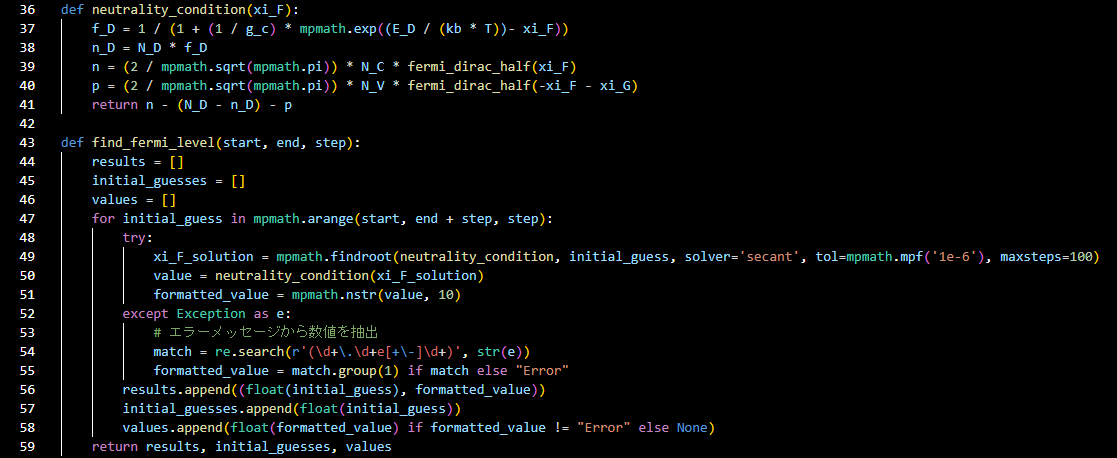 36 def neutrality_condition(xi_F):
37     f_D = 1 / (1 + (1 / g_c) * mpmath.exp((E_D / (kb * T))- xi_F))
38     n_D = N_D * f_D
39     n = (2 / mpmath.sqrt(mpmath.pi)) * N_C * fermi_dirac_half(xi_F)
40     p = (2 / mpmath.sqrt(mpmath.pi)) * N_V * fermi_dirac_half(-xi_F - xi_G)
41     return n - (N_D - n_D) - p
42
43 def find_fermi_level(start, end, step):
44     results = []
45     initial_guesses = []
46     values = []
47     for initial_guess in mpmath.arange(start, end + step, step):
48         try:
49             xi_F_solution = mpmath.findroot(neutrality_condition, initial_guess, solver='secant', tol=mpmath.mpf('1e-6'), maxsteps=100)
50             value = neutrality_condition(xi_F_solution)
51             formatted_value = mpmath.nstr(value, 10)
52         except Exception as e:
53             # エラーメッセージから数値を抽出
54             match = re.search(r'(\d+\.\d+e[+\-]\d+)', str(e))
55             formatted_value = match.group(1) if match else "Error"
56         results.append((float(initial_guess), formatted_value))
57         initial_guesses.append(float(initial_guess))
58         values.append(float(formatted_value) if formatted_value != "Error" else None)
59     return results, initial_guesses, values